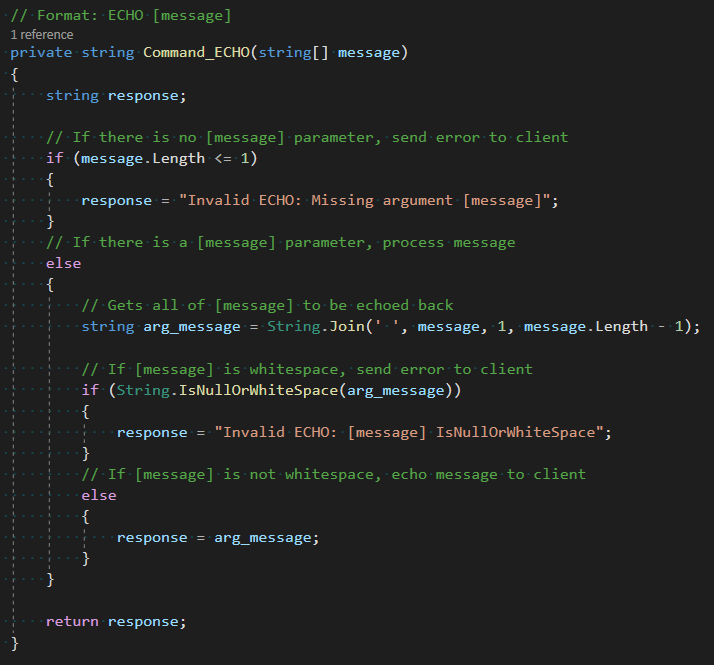 // Format: ECHO [message]
1 reference
private string Command_ECHO(string[] message)
{
    string response;

    // If there is no [message] parameter, send error to client
    if (message.Length <= 1)
    {
        response = "Invalid ECHO: Missing argument [message]";
    }
    // If there is a [message] parameter, process message
    else
    {
        // Gets all of [message] to be echoed back
        string arg_message = String.Join(' ', message, 1, message.Length - 1);

        // If [message] is whitespace, send error to client
        if (String.IsNullOrWhiteSpace(arg_message))
        {
            response = "Invalid ECHO: [message] IsNullOrWhiteSpace";
        }
        // If [message] is not whitespace, echo message to client
        else
        {
            response = arg_message;
        }
    }

    return response;
}